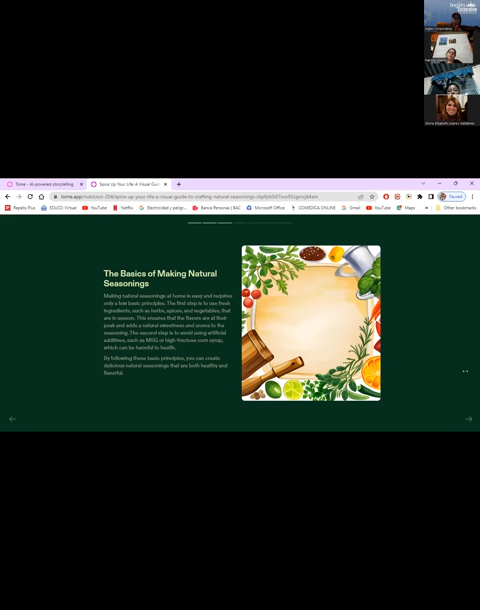 Inglés
Corporativo
Tome - AI-powered storytelling
Spice Up Your Life: A Visual Gui
Paused
Repelis Plus
EDUCO Virtual
YouTube
Netflix
Electricidad y peligr...
Banca Personas | BAC
Microsoft Office
COMEDICA ONLINE
Gmail
YouTube
Maps
Other bookmarks
The Basics of Making Natural
Seasonings
Making natural seasonings at home is easy and requires
only a few basic principles. The first step is to use fresh
ingredients, such as herbs, spices, and vegetables, that
are in season. This ensures that the flavors are at their
peak and adds a natural sweetness and aroma to the
seasoning. The second step is to avoid using artificial
additives, such as MSG or high-fructose corn syrup,
which can be harmful to health.
By following these basic principles, you can create
delicious natural seasonings that are both healthy and
flavorful.